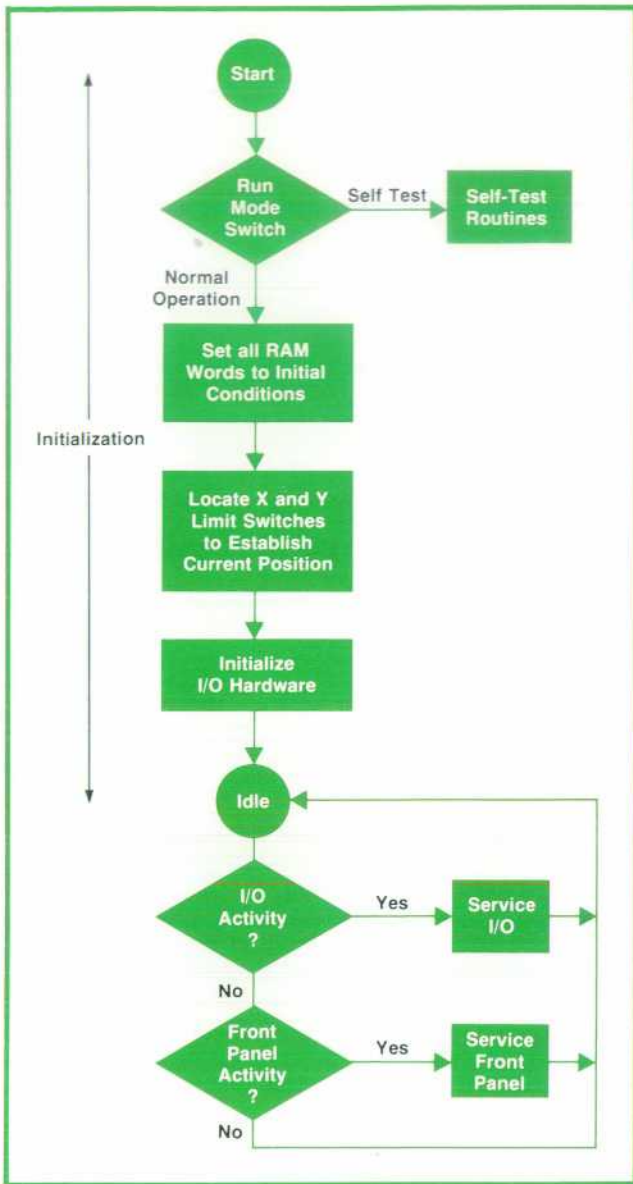 Start
Run
Mode
Switch
Self Test
Self-Test
Routines
Normal
Operation
Set all RAM
Words to Initial
Conditions
Initialization
Locate X and Y
Limit Switches
to Establish
Current Position
Initialize
I/O Hardware
Idle
I/O
Activity
?
Yes
Service
I/O
No
Front
Panel
Activity
?
Yes
Service
Front
Panel
No